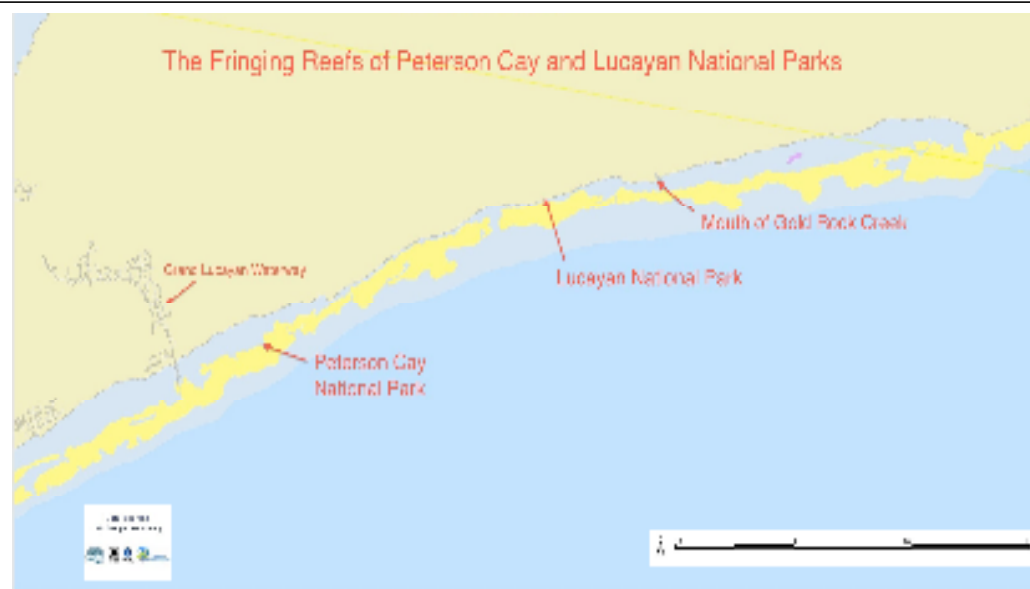 The Fringing Reefs of Peterson Cay and Lucayan National Parks
Mouth of Gold Rock Creek
Lucayan National Park
Grand Lucayan Waterway
Peterson Cay
National Park